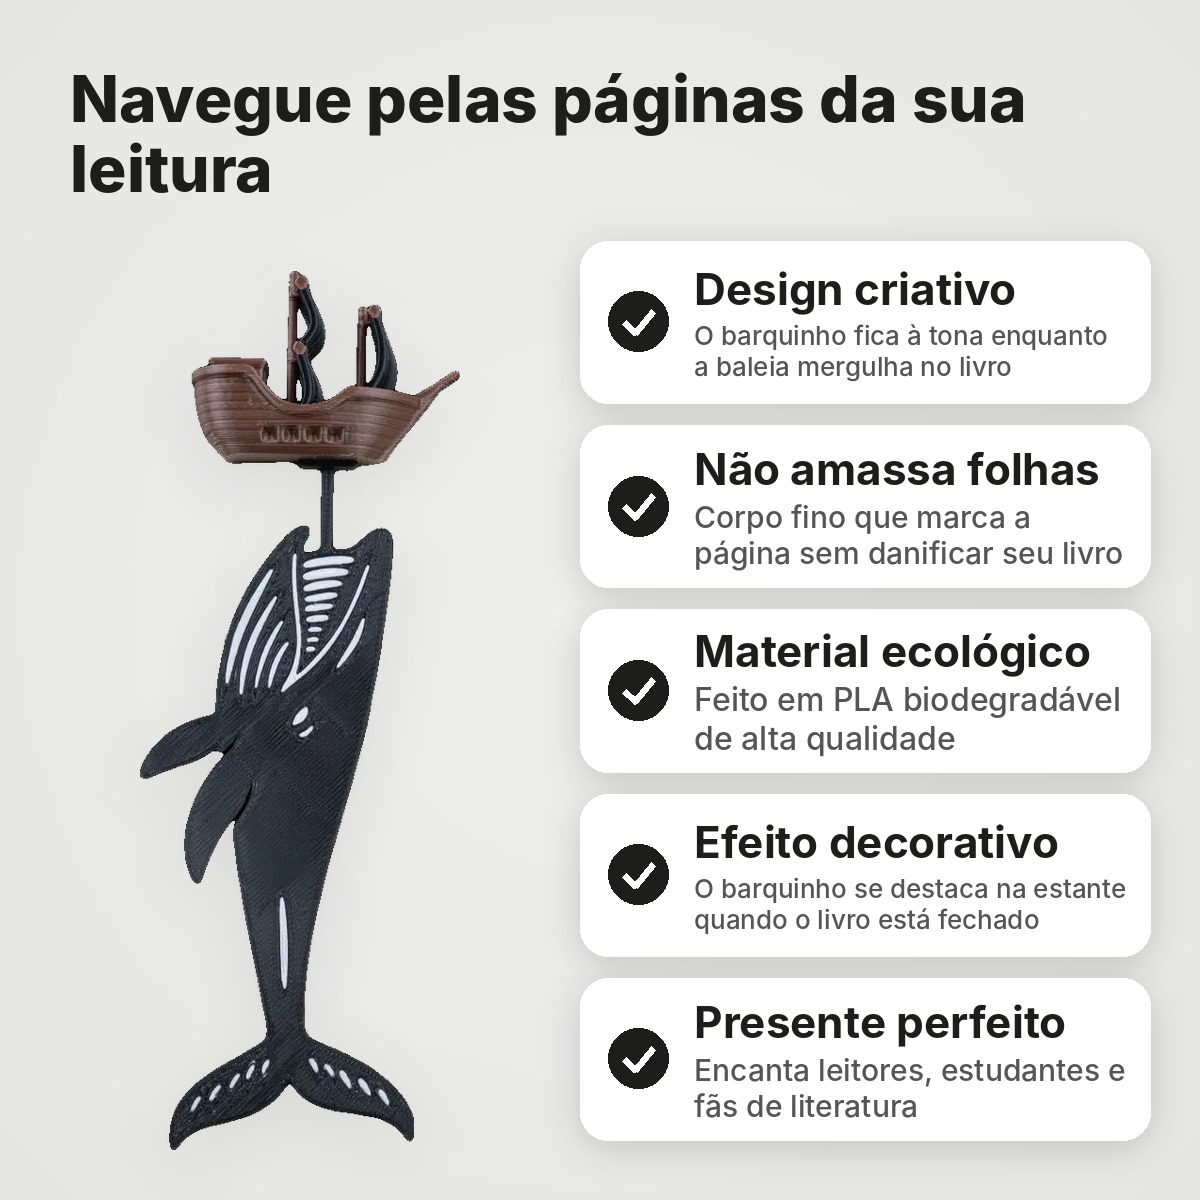 Navegue pelas páginas da sua
leitura
Design criativo
O barquinho fica à tona enquanto
a baleia mergulha no livro
Não amassa folhas
Corpo fino que marca a
página sem danificar seu livro
Material ecológico
Feito em PLA biodegradável
de alta qualidade
Efeito decorativo
O barquinho se destaca na estante
quando o livro está fechado
Presente perfeito
Encanta leitores, estudantes e
fãs de literatura